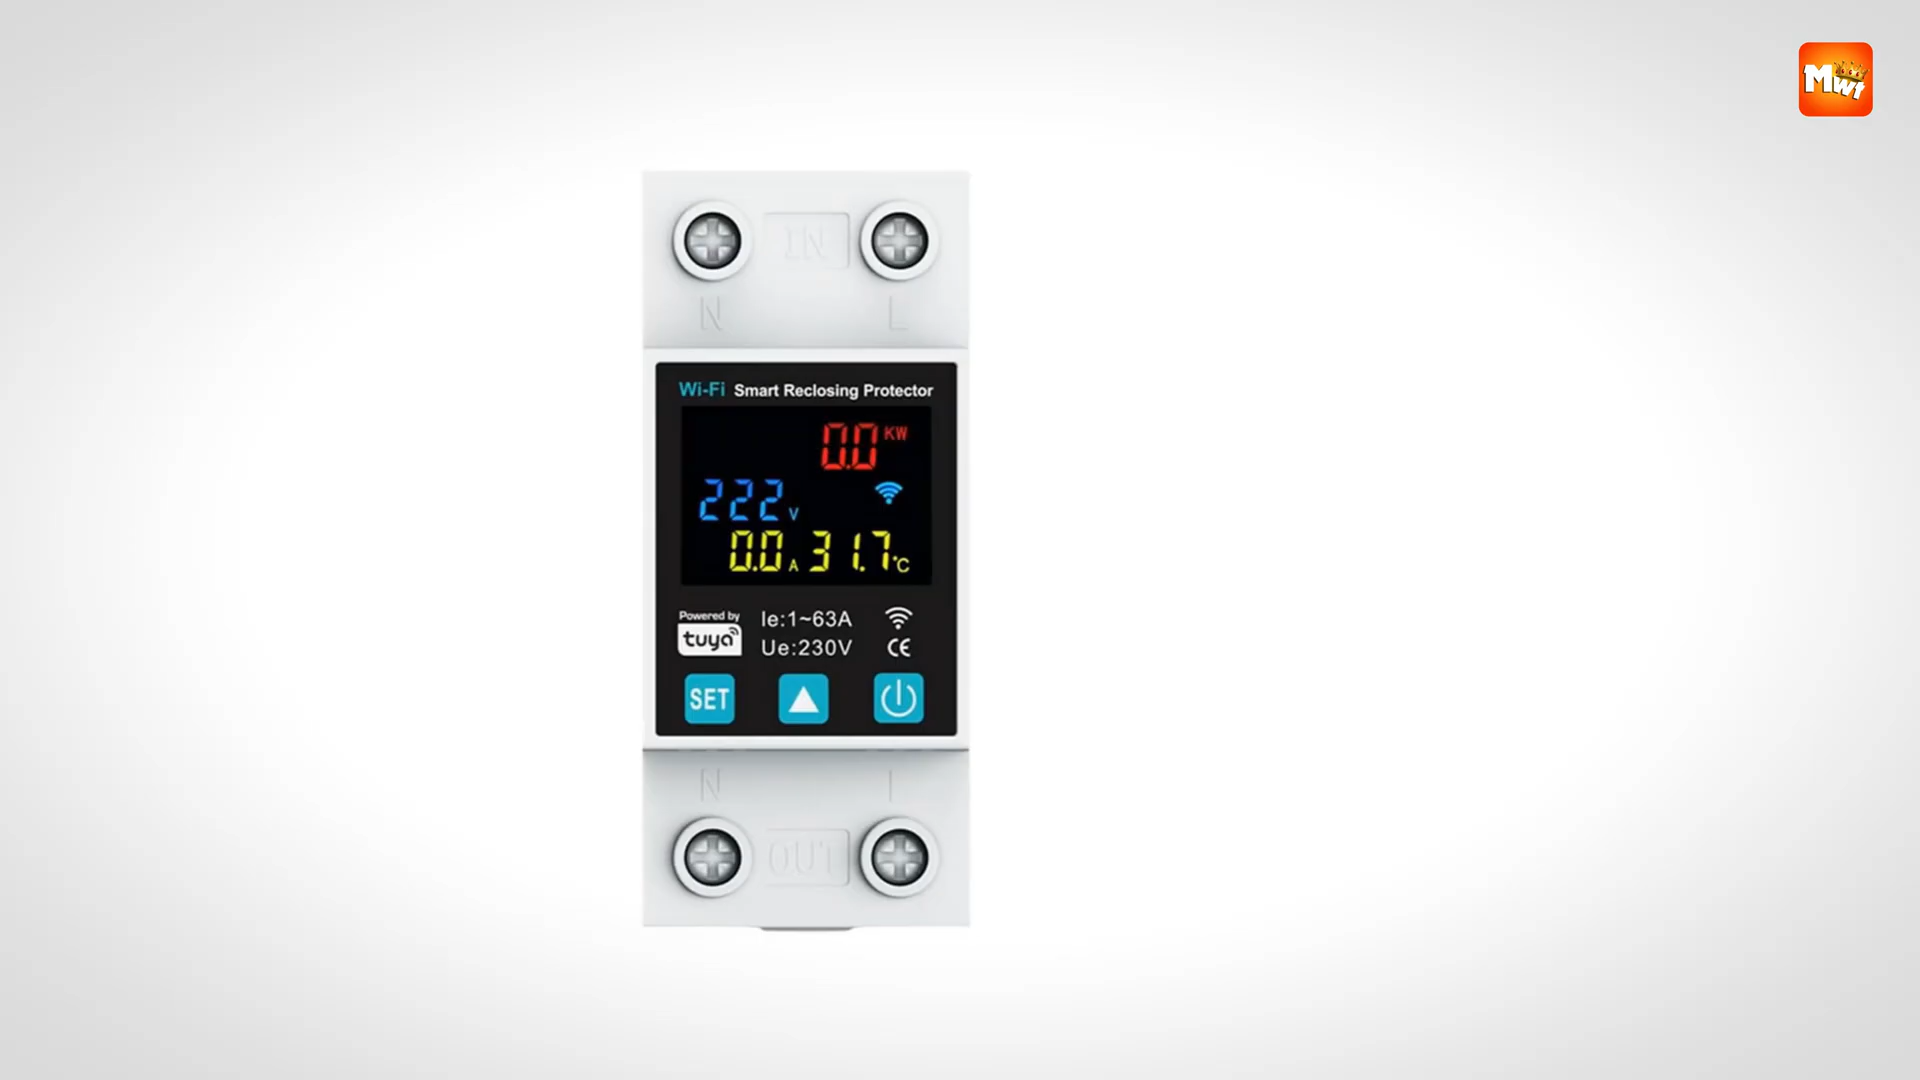 Mwt
IN
N L
Wi-Fi Smart Reclosing Protector
0.0 KW
222 V
0.0 A 31.7 °C
Powered by
tuya
Ie:1~63A
Ue:230V
CE
SET
N L
OUT